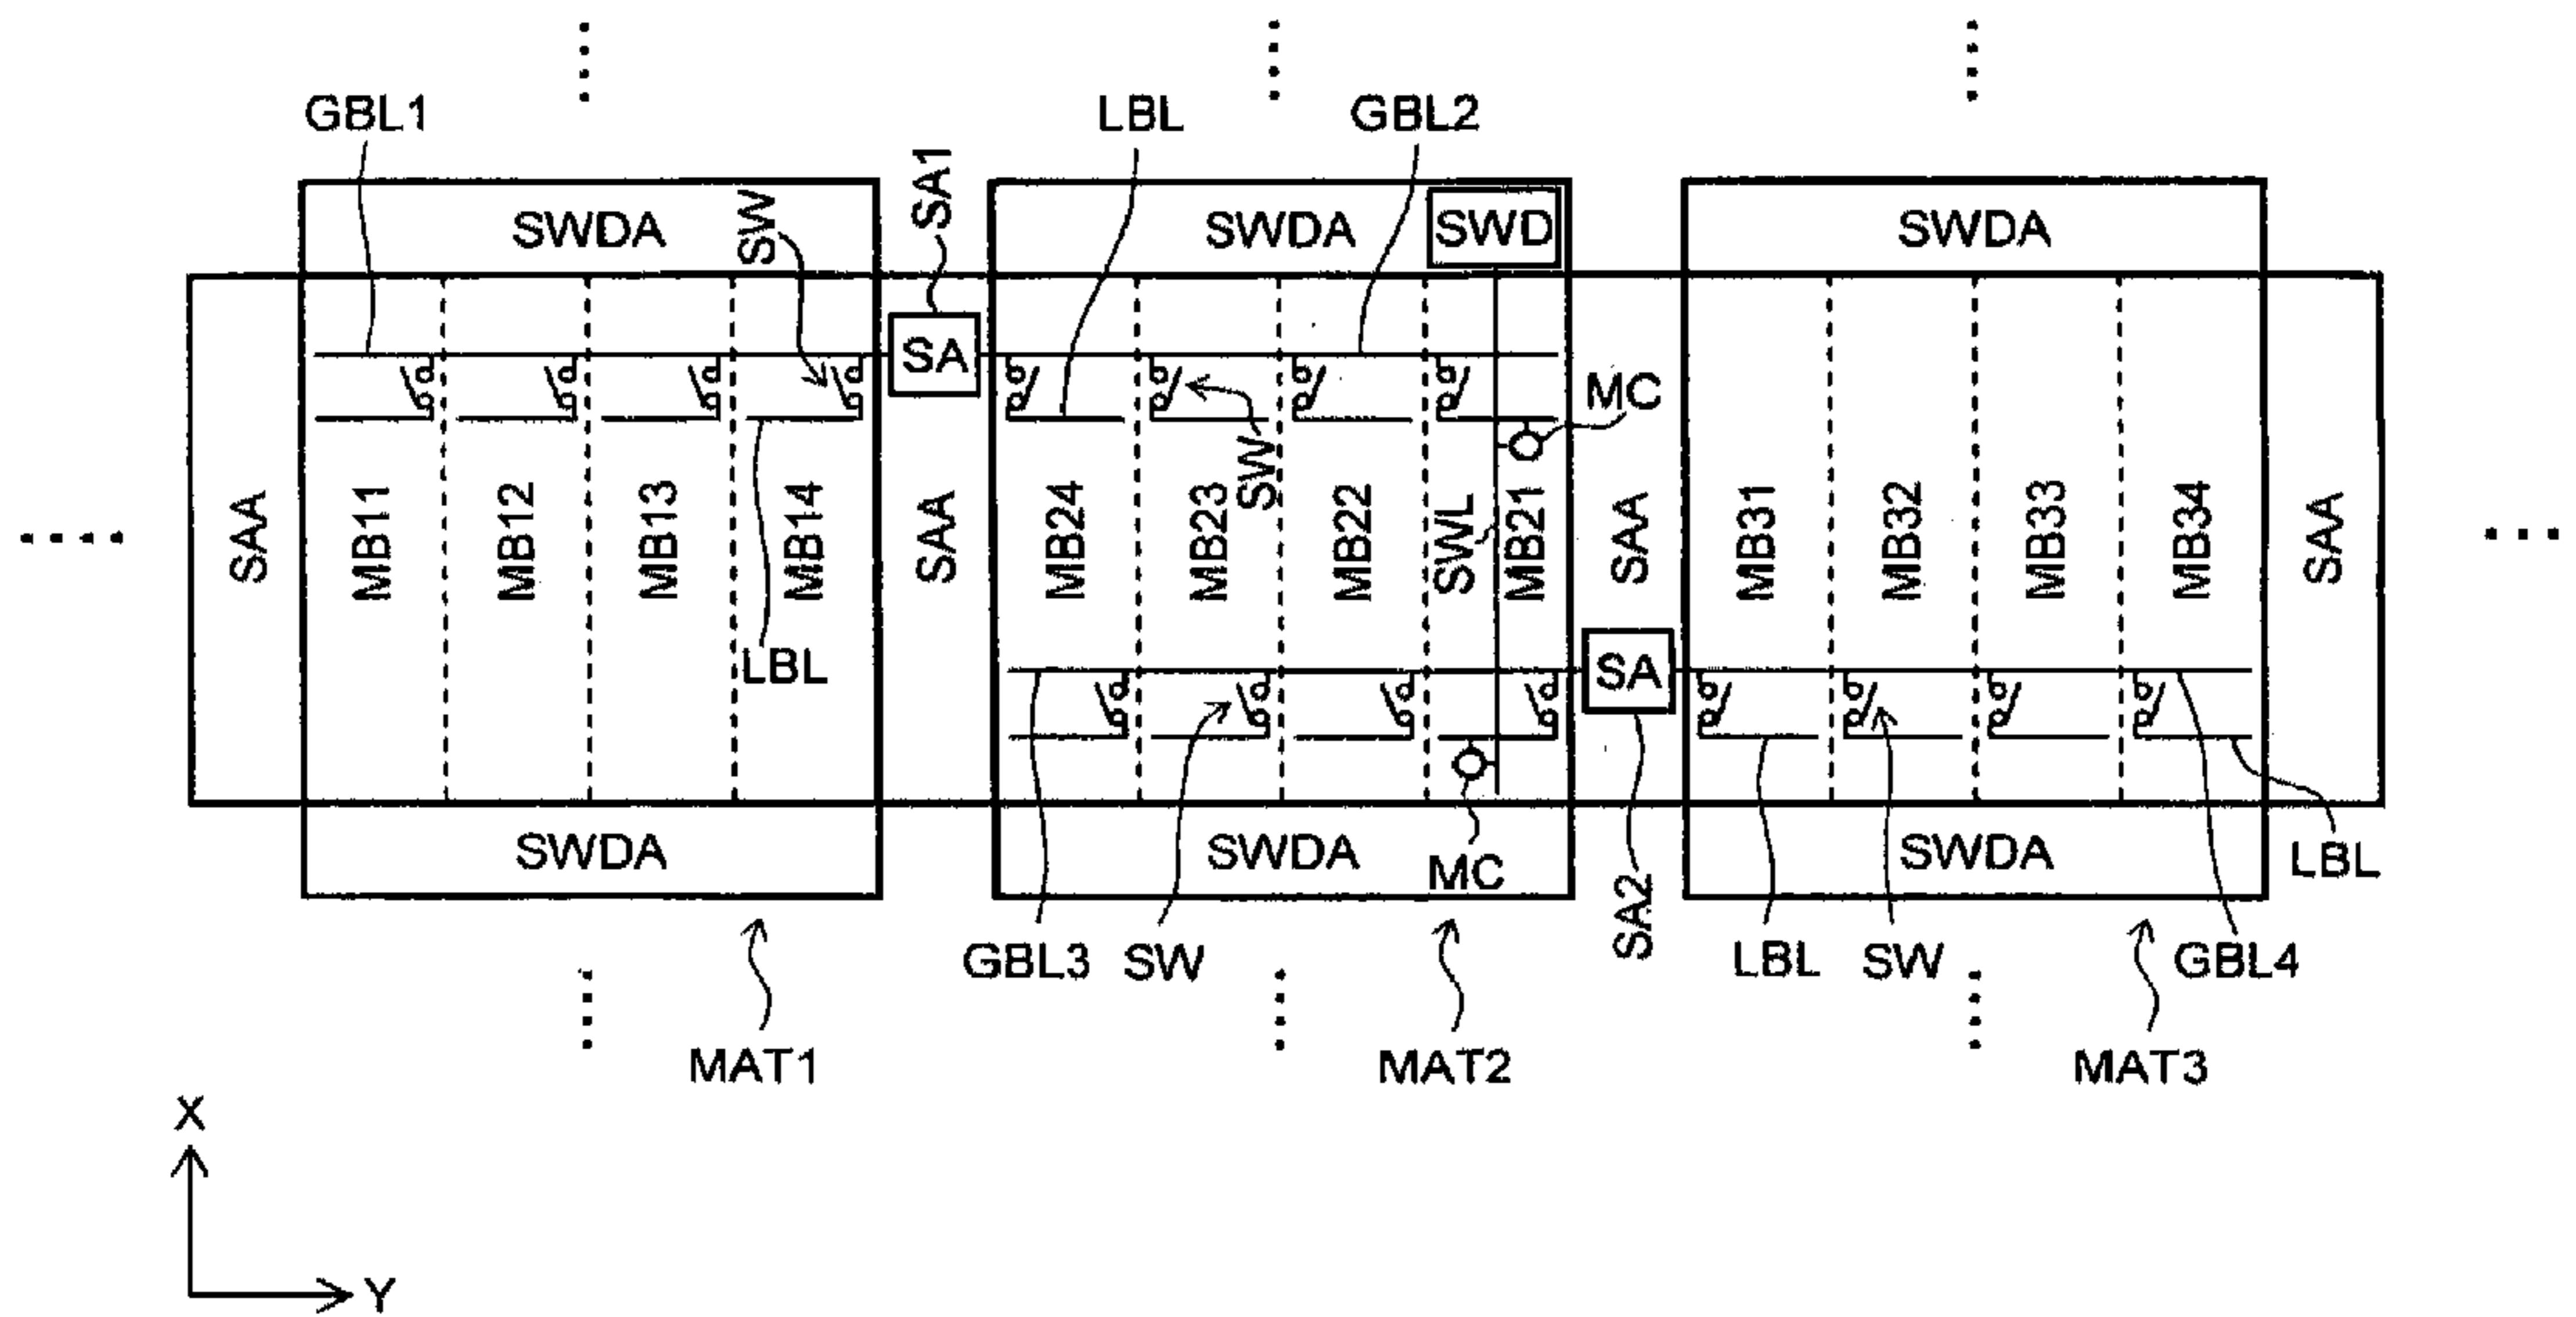 GBL1 LBL GBL2
SA1
SWDA SW SWDA SWD SWDA
SA
MC
SW
SAA MB11 MB12 MB13 MB14 SAA MB24 MB23 MB22 SWL MB21 SAA MB31 MB32 MB33 MB34 SAA
LBL
SA
SWDA SWDA MC SWDA LBL
SA2
GBL3 SW LBL SW GBL4
MAT1 MAT2 MAT3
X
Y